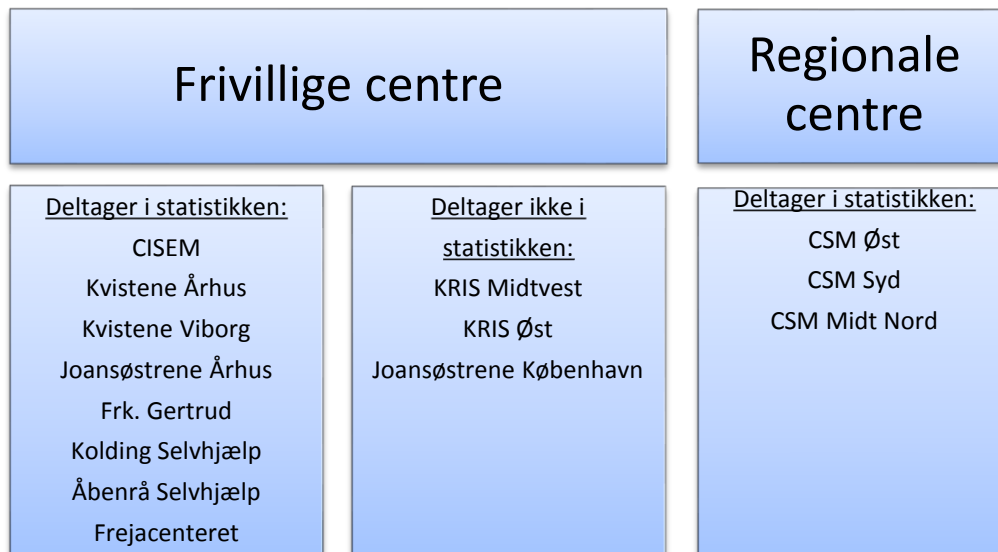 Frivillige centre
Regionale
centre
Deltager i statistikken:
CISEM
Kvistene Århus
Kvistene Viborg
Joansøstrene Århus
Frk. Gertrud
Kolding Selvhjælp
Åbenrå Selvhjælp
Frejacenteret
Deltager ikke i
statistikken:
KRIS Midtvest
KRIS Øst
Joansøstrene København
Deltager i statistikken:
CSM Øst
CSM Syd
CSM Midt Nord